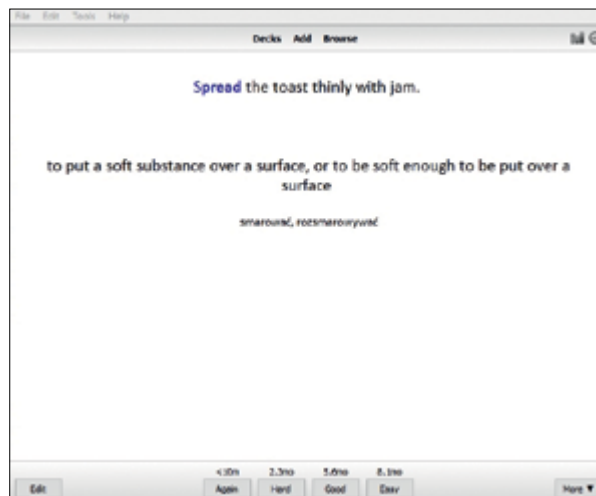 File Edit Tools Help
Decks Add Browse
Spread the toast thinly with jam.
to put a soft substance over a surface, or to be soft enough to be put over a
surface
smarować, rozsmarowywać
<10m 2.3mo 5.6mo 8.1mo
Edit Again Hard Good Easy More ▼